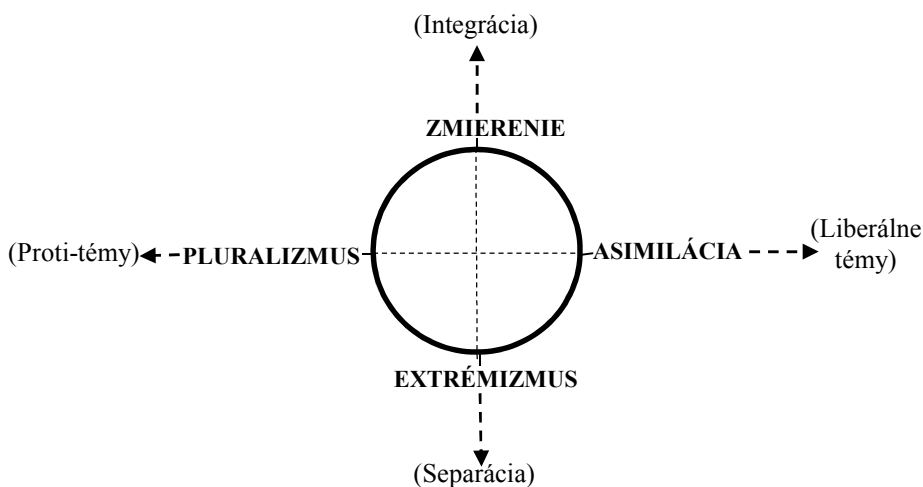 (Integrácia)
ZMIERENIE
(Proti-témy)
PLURALIZMUS
ASIMILÁCIA
(Liberálne
témy)
EXTRÉMIZMUS
(Separácia)